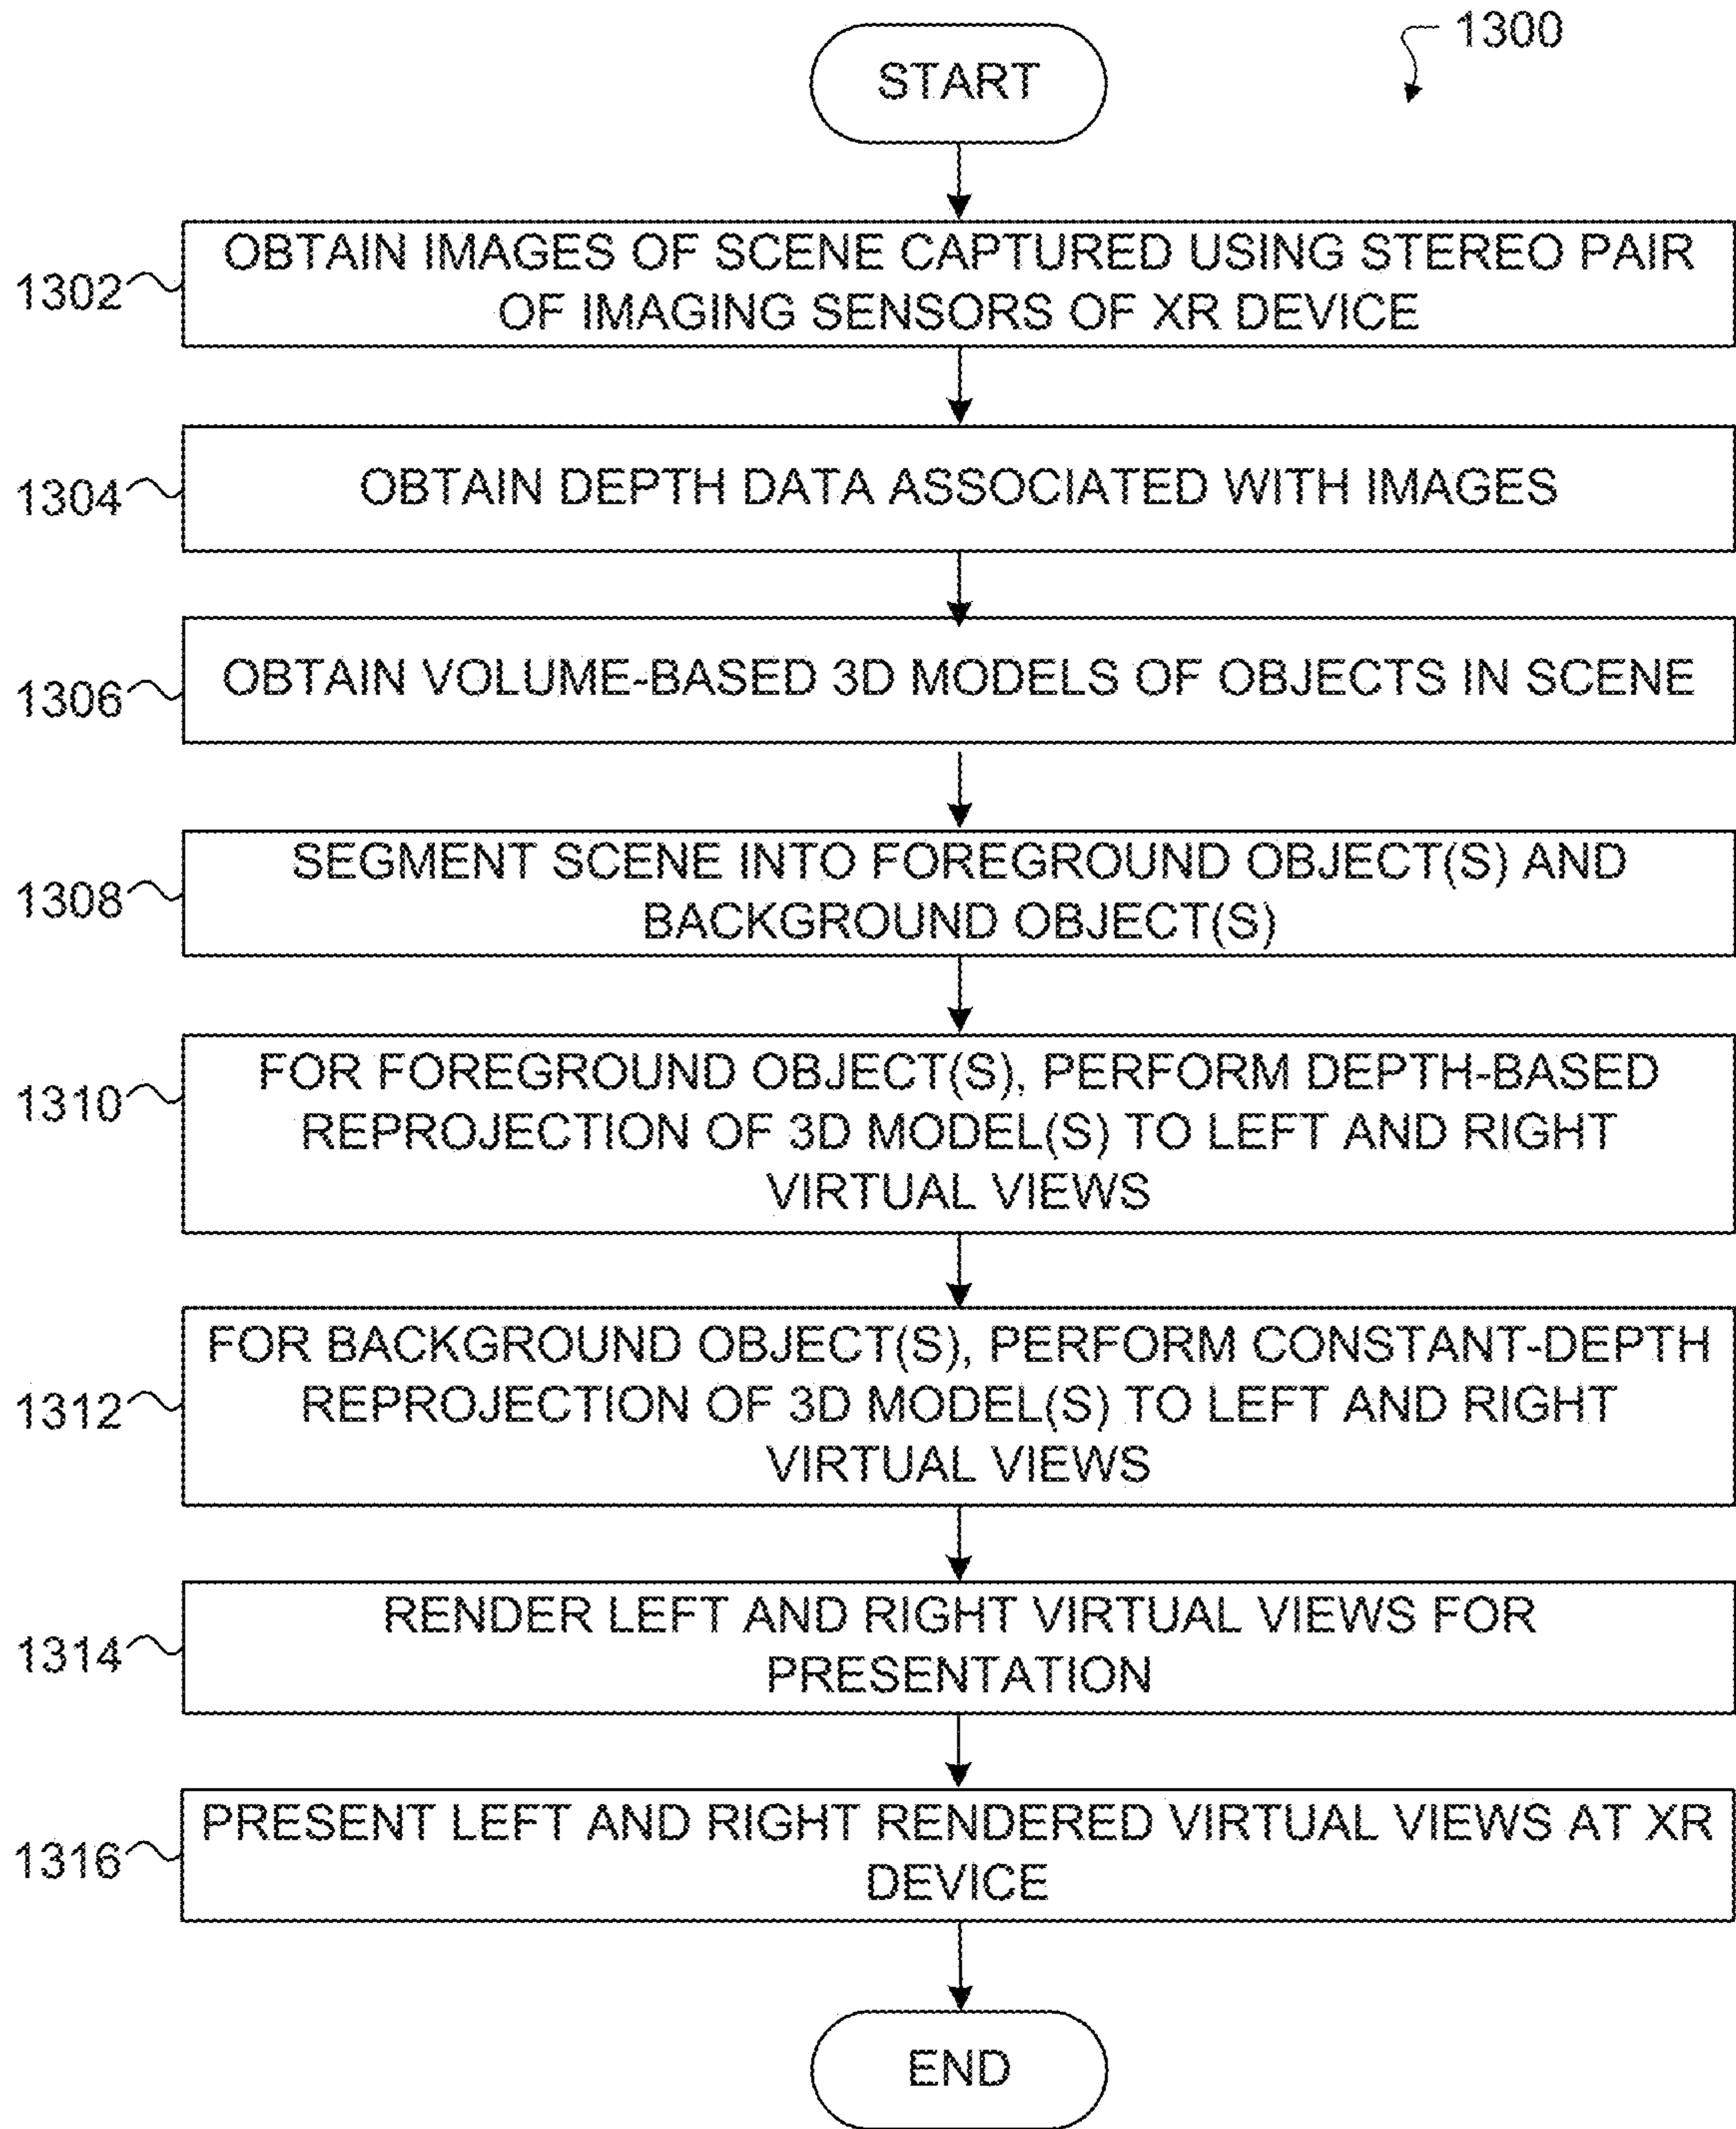 1300
START
1302
OBTAIN IMAGES OF SCENE CAPTURED USING STEREO PAIR
OF IMAGING SENSORS OF XR DEVICE
1304
OBTAIN DEPTH DATA ASSOCIATED WITH IMAGES
1306
OBTAIN VOLUME-BASED 3D MODELS OF OBJECTS IN SCENE
1308
SEGMENT SCENE INTO FOREGROUND OBJECT(S) AND
BACKGROUND OBJECT(S)
1310
FOR FOREGROUND OBJECT(S), PERFORM DEPTH-BASED
REPROJECTION OF 3D MODEL(S) TO LEFT AND RIGHT
VIRTUAL VIEWS
1312
FOR BACKGROUND OBJECT(S), PERFORM CONSTANT-DEPTH
REPROJECTION OF 3D MODEL(S) TO LEFT AND RIGHT
VIRTUAL VIEWS
1314
RENDER LEFT AND RIGHT VIRTUAL VIEWS FOR
PRESENTATION
1316
PRESENT LEFT AND RIGHT RENDERED VIRTUAL VIEWS AT XR
DEVICE
END